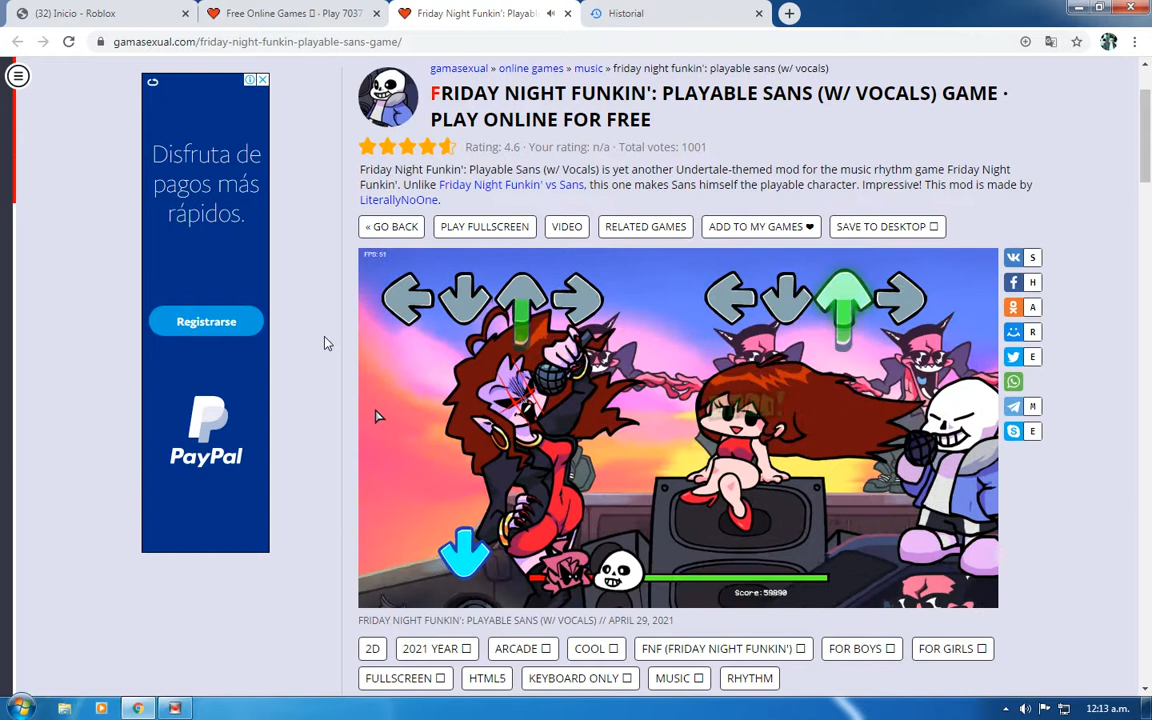 (32) Inicio - Roblox
Free Online Games · Play 7037
Friday Night Funkin': Playabl
Historial
gamasexual.com/friday-night-funkin-playable-sans-game/
gamasexual » online games » music » friday night funkin': playable sans (w/ vocals)
FRIDAY NIGHT FUNKIN': PLAYABLE SANS (W/ VOCALS) GAME ·
PLAY ONLINE FOR FREE
Rating: 4.6 · Your rating: n/a · Total votes: 1001
Friday Night Funkin': Playable Sans (w/ Vocals) is yet another Undertale-themed mod for the music rhythm game Friday Night
Funkin'. Unlike Friday Night Funkin' vs Sans, this one makes Sans himself the playable character. Impressive! This mod is made by
LiterallyNoOne.
« GO BACK
PLAY FULLSCREEN
VIDEO
RELATED GAMES
ADD TO MY GAMES ❤
SAVE TO DESKTOP
Disfruta de
pagos más
rápidos.
Registrarse
PayPal
FPS: 51
Score:59890
S
H
A
R
E
M
E
FRIDAY NIGHT FUNKIN': PLAYABLE SANS (W/ VOCALS) // APRIL 29, 2021
2D
2021 YEAR
ARCADE
COOL
FNF (FRIDAY NIGHT FUNKIN')
FOR BOYS
FOR GIRLS
FULLSCREEN
HTML5
KEYBOARD ONLY
MUSIC
RHYTHM
12:13 a.m.